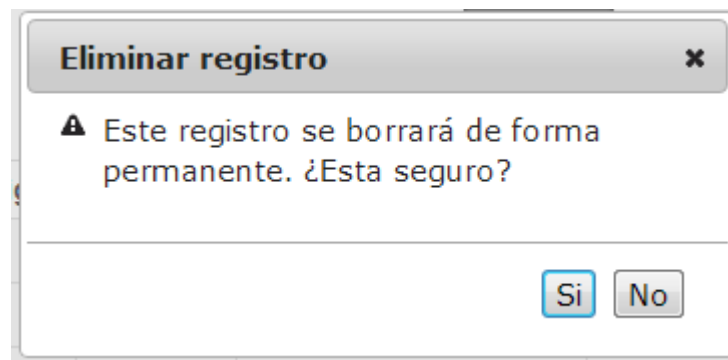 Eliminar registro
Este registro se borrará de forma
permanente. ¿Esta seguro?
Si No